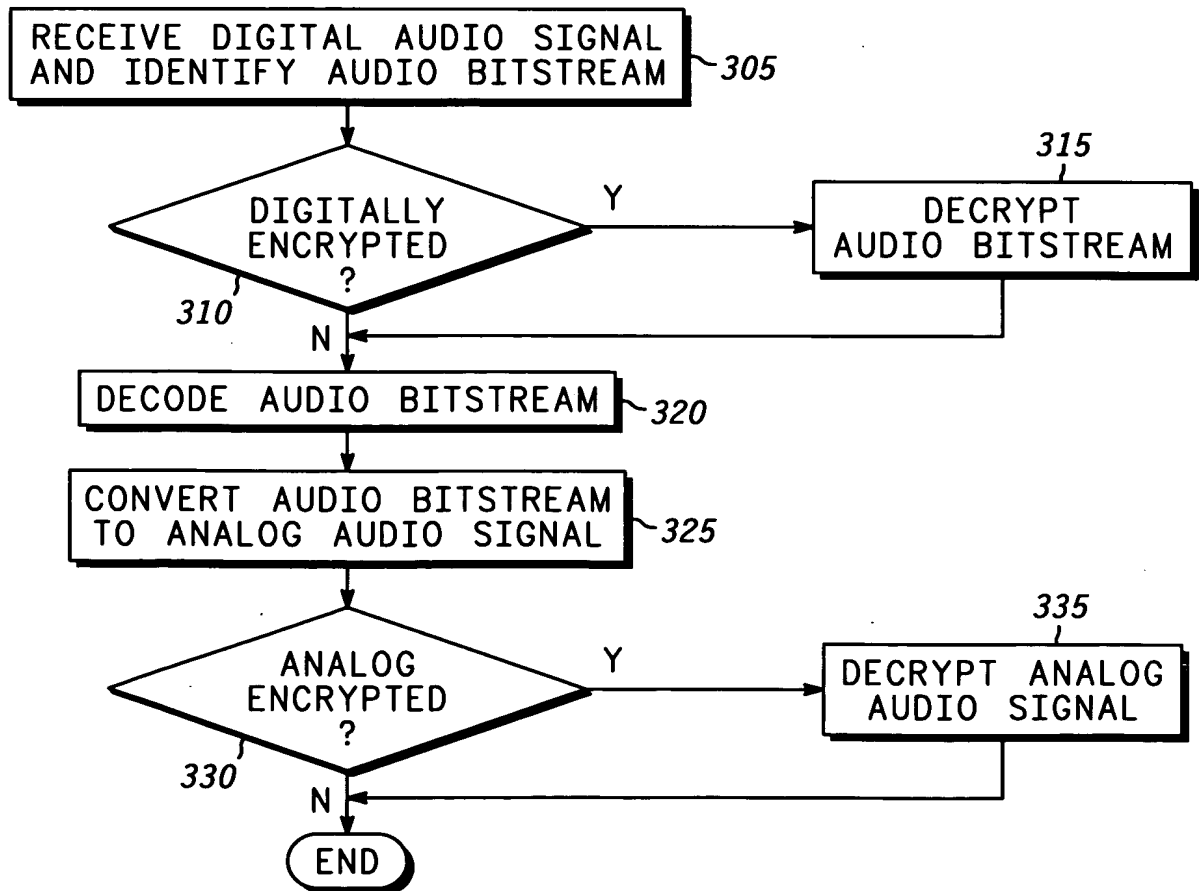 RECEIVE DIGITAL AUDIO SIGNAL
AND IDENTIFY AUDIO BITSTREAM
305
DIGITALLY
ENCRYPTED
?
310
Y
315
DECRYPT
AUDIO BITSTREAM
N
DECODE AUDIO BITSTREAM
320
CONVERT AUDIO BITSTREAM
TO ANALOG AUDIO SIGNAL
325
ANALOG
ENCRYPTED
?
330
Y
335
DECRYPT ANALOG
AUDIO SIGNAL
N
END